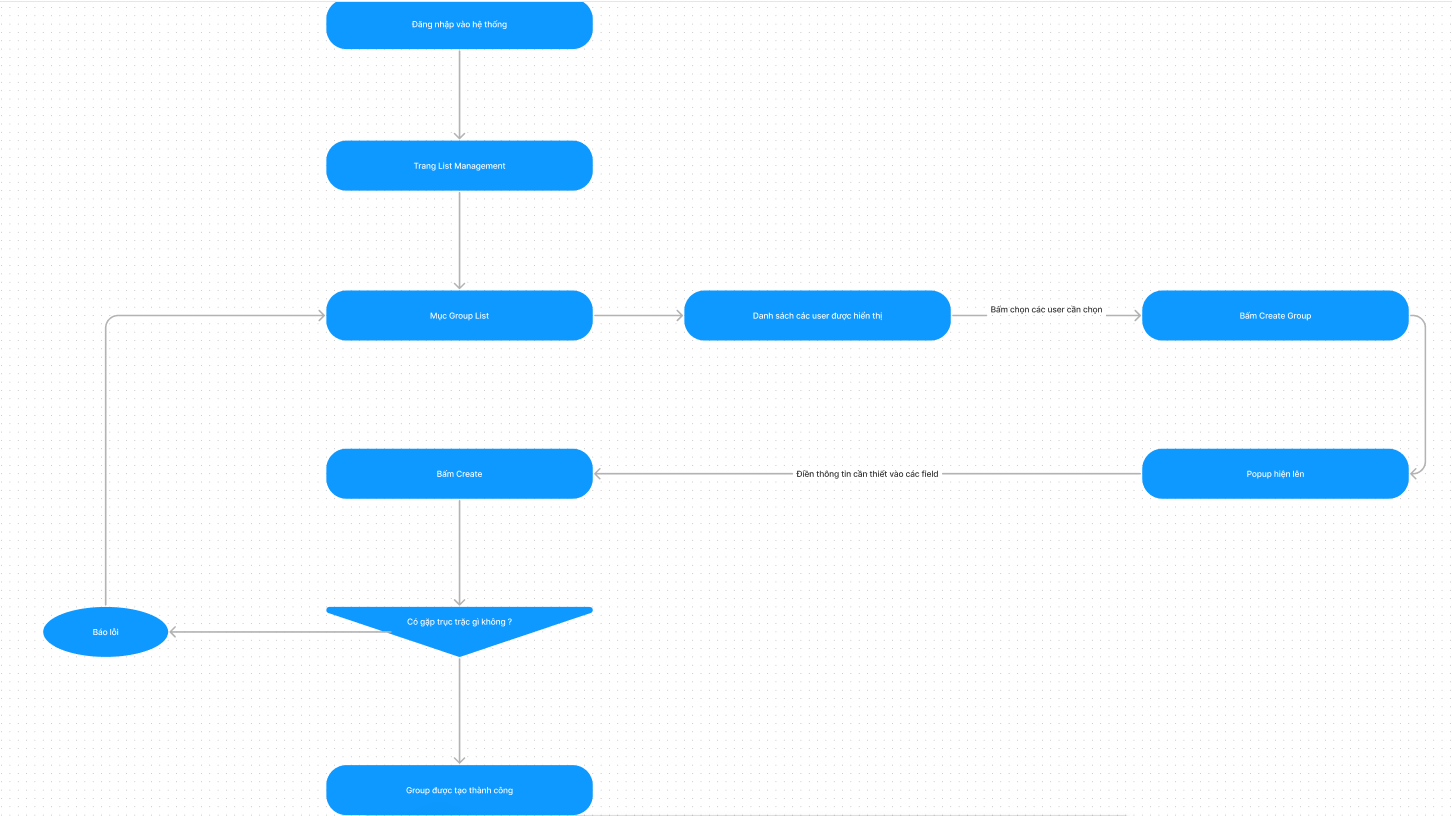 Đăng nhập vào hệ thống
Trang List Management
Mục Group List
Danh sách các user được hiển thị
Bấm chọn các user cần chọn
Bấm Create Group
Bấm Create
Điền thông tin cần thiết vào các field
Popup hiện lên
Có gặp trục trặc gì không ?
Báo lỗi
Group được tạo thành công